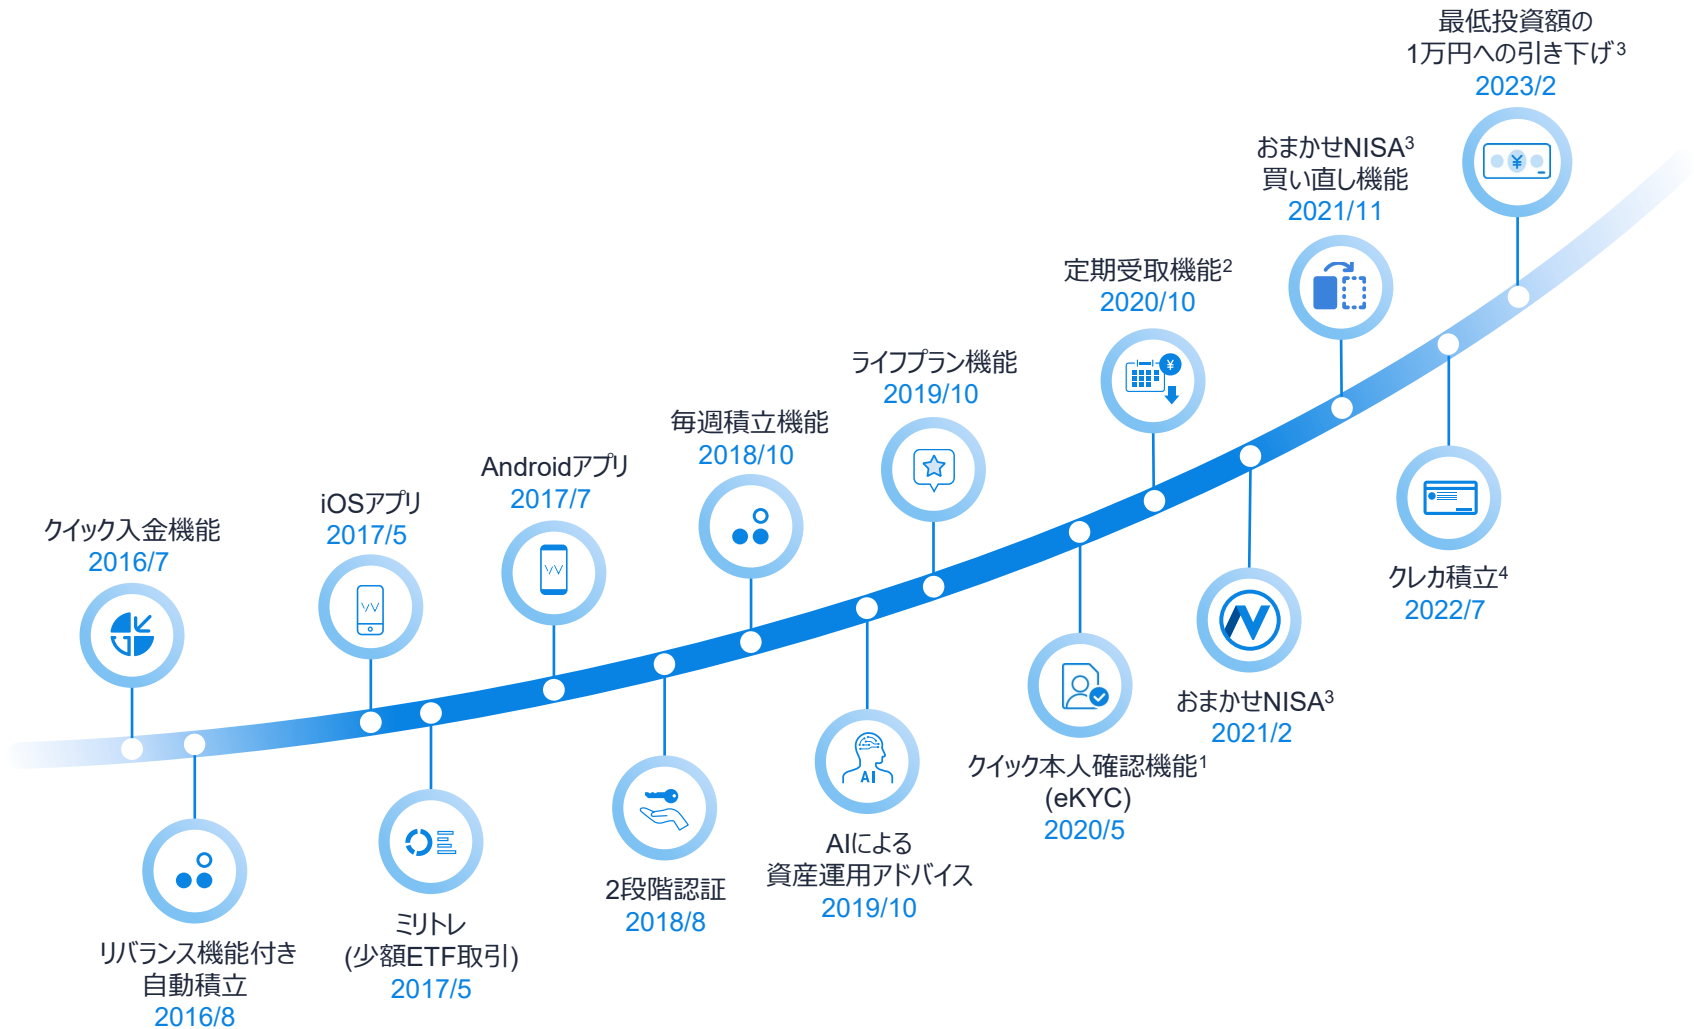 クイック入金機能
2016/7
リバランス機能付き
自動積立
2016/8
iOSアプリ
2017/5
ミリトレ
(少額ETF取引)
2017/5
Androidアプリ
2017/7
2段階認証
2018/8
毎週積立機能
2018/10
AI
AIによる
資産運用アドバイス
2019/10
ライフプラン機能
2019/10
クイック本人確認機能1
(eKYC)
2020/5
¥
定期受取機能2
2020/10
おまかせNISA3
2021/2
おまかせNISA3
買い直し機能
2021/11
クレカ積立4
2022/7
最低投資額の
1万円への引き下げ3
2023/2
¥